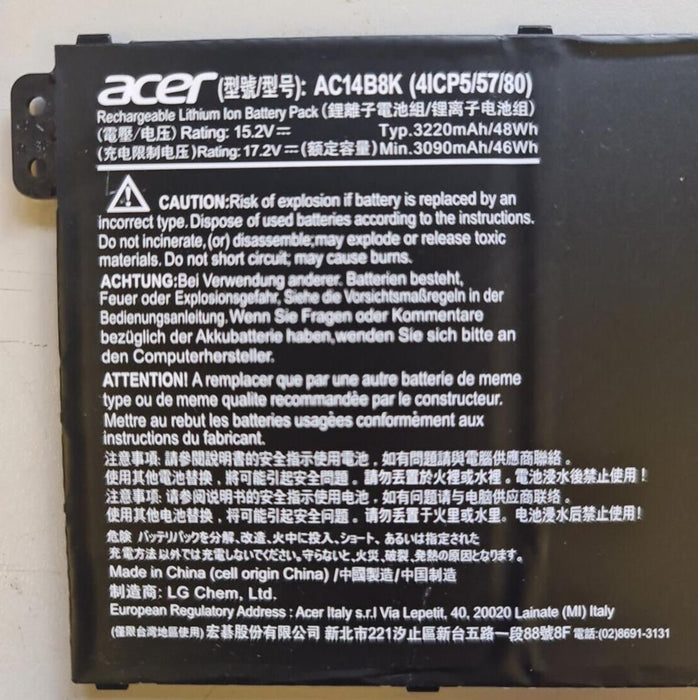 acer (型號/型号): AC14B8K (4ICP5/57/80)
Rechargeable Lithium Ion Battery Pack (鋰離子電池組/锂离子电池组)
(電壓/电压) Rating: 15.2V⎓ Typ.3220mAh/48Wh
(充电限制电压)Rating: 17.2V⎓(額定容量)Min.3090mAh/46Wh
CAUTION:Risk of explosion if battery is replaced by an
incorrect type. Dispose of used batteries according to the instructions.
Do not incinerate, (or) disassemble;may explode or release toxic
materials. Do not short circuit; may cause burns.
ACHTUNG:Bei Verwendung anderer. Batterien besteht,
Feuer oder Explosionsgefahr, Siehe die Vorsichtsmaßregeln in der
Bedienungsanleitung. Wenn Sie Fragen oder Kommentare
bezüglich der Akkubatterie haben,wenden Sie sich bitte an
den Computerhersteller.
ATTENTION! A remplacer que par une autre batterie de meme
type ou de meme qualite recommandée par le constructeur.
Mettre au rebut les batteries usagées conformément aux
instructions du fabricant.
注意事項: 請參閱說明書的安全指示使用電池，如有問題請與電腦供應商聯絡。
使用其他電池替換，將可能引起安全問題。請勿丟置於火裡或水裡。電池浸水後禁止使用！
注意事项: 请参阅说明书的安全指示使用电池，如有问题请与电脑供应商联络。
使用其他电池替换，将可能引起安全问题。请勿丢置于火里或水里。电池浸水后禁止使用!
危険 バッテリパックを分解、改造、火中に投入、ショート、あるいは指定された
充電方法以外では充電しないでください。守らないと、火災、破裂、発熱の原因となります。
Made in China (cell origin China) /中國製造/中国制造
制造商: LG Chem, Ltd.
European Regulatory Address : Acer Italy s.r.l Via Lepetit, 40, 20020 Lainate (MI) Italy
(僅限台湾地區使用) 宏碁股份有限公司 新北市221汐止區新台五路一段88號8F 電話:(02)8691-3131